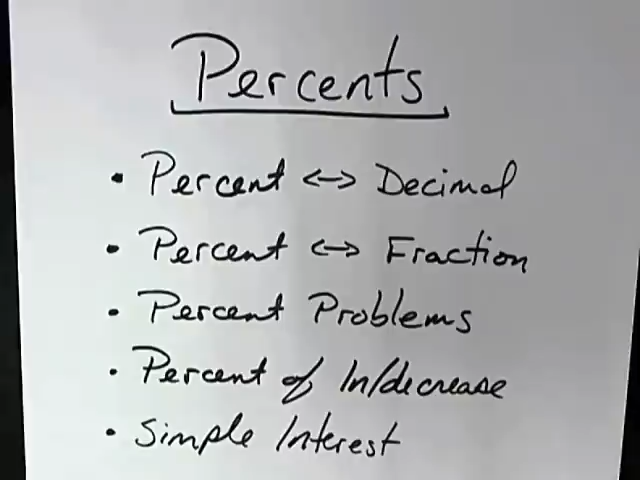 Percents
• Percent <-> Decimal
• Percent <-> Fraction
• Percent Problems
• Percent of In/decrease
• Simple Interest